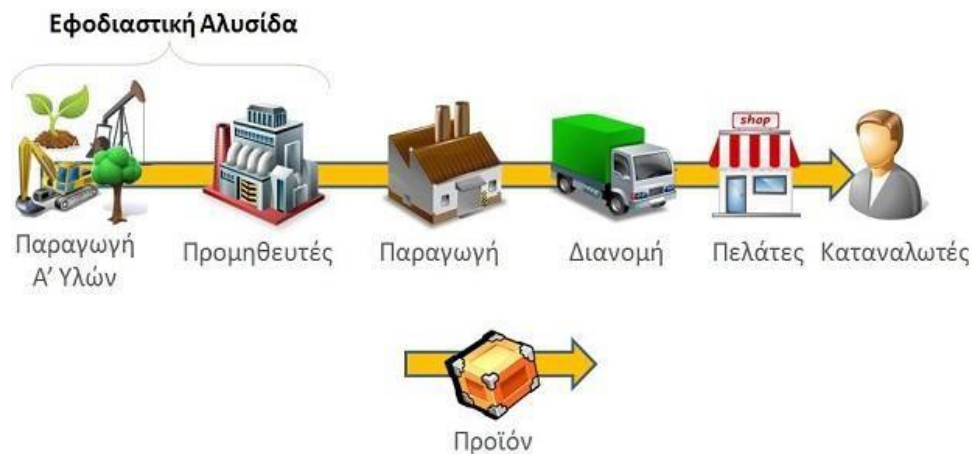 Εφοδιαστική Αλυσίδα
shop
Παραγωγή
Α’ Υλών
Προμηθευτές
Παραγωγή
Διανομή
Πελάτες
Καταναλωτές
Προϊόν